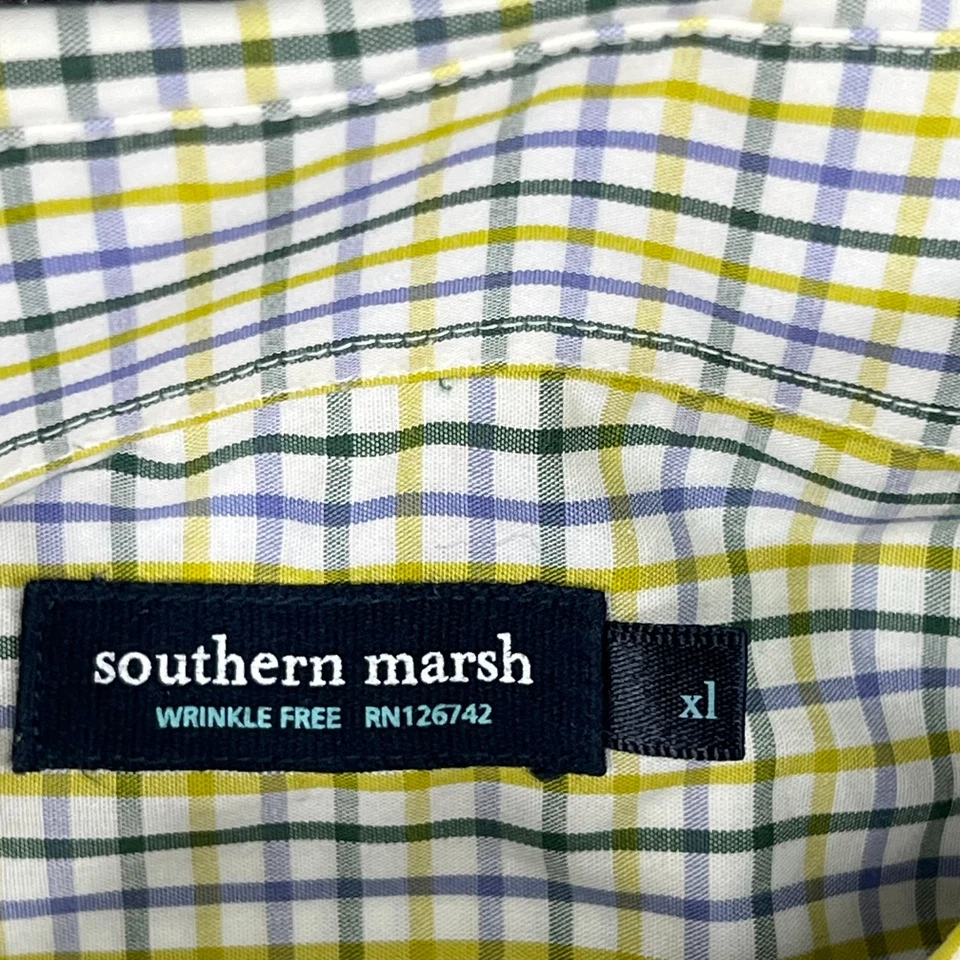 southern marsh
WRINKLE FREE RN126742
xl